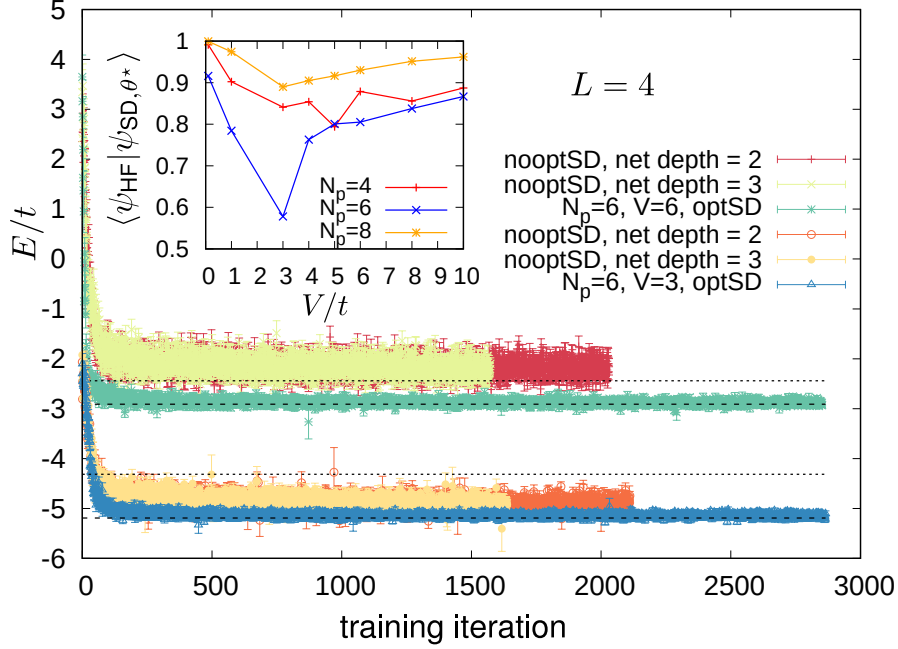 5
4
3
2
1
0
-1
-2
-3
-4
-5
-6
E/t
0
500
1000
1500
2000
2500
3000
training iteration
1
0.9
0.8
0.7
0.6
0.5
⟨ψ_HF|ψ_SD,θ⋆⟩
0 1 2 3 4 5 6 7 8 9 10
V/t
N_p=4
N_p=6
N_p=8
L = 4
nooptSD, net depth = 2
nooptSD, net depth = 3
N_p=6, V=6, optSD
nooptSD, net depth = 2
nooptSD, net depth = 3
N_p=6, V=3, optSD